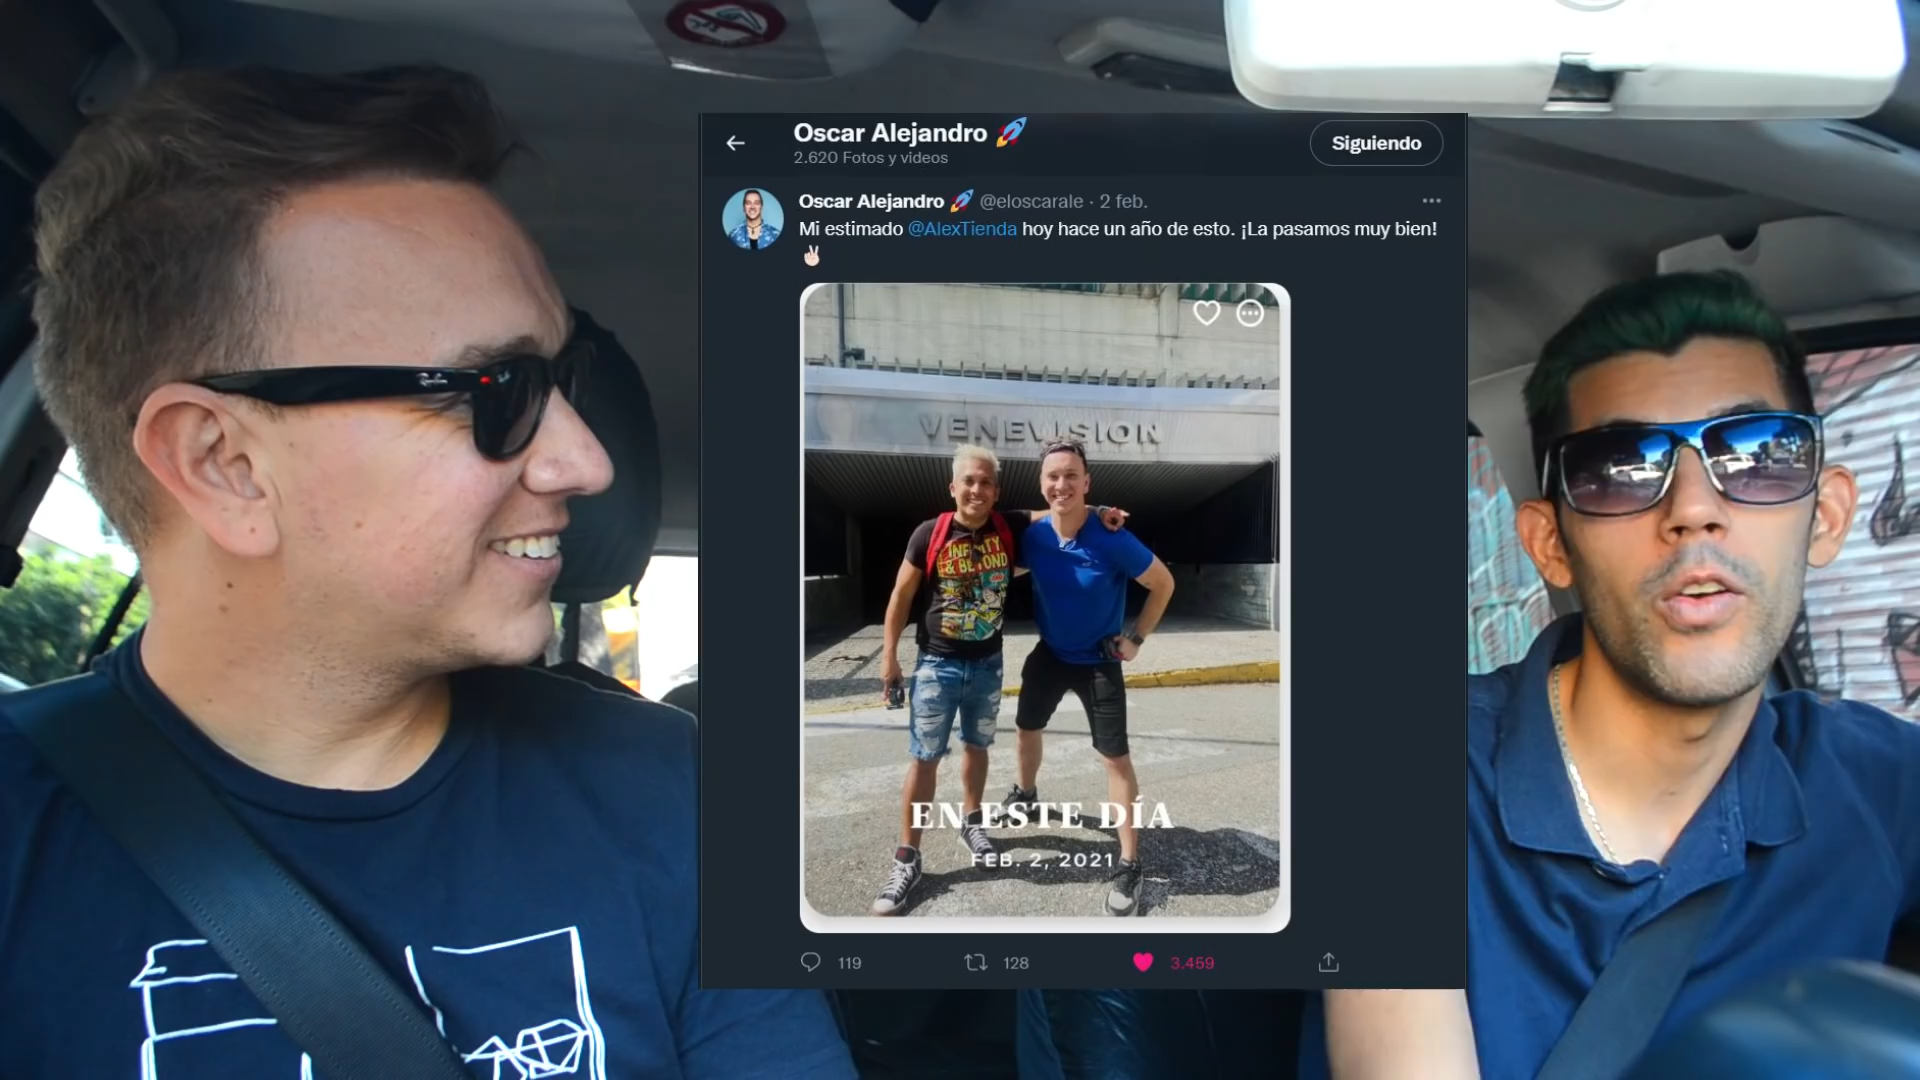 Oscar Alejandro 🚀
2.620 Fotos y videos
Siguiendo
Oscar Alejandro 🚀 @eloscarale · 2 feb.
Mi estimado @AlexTienda hoy hace un año de esto. ¡La pasamos muy bien!
✌🏻
VENEVISION
INFINITY
& BEYOND
EN ESTE DÍA
FEB. 2, 2021
119
128
3.459
Ray-Ban